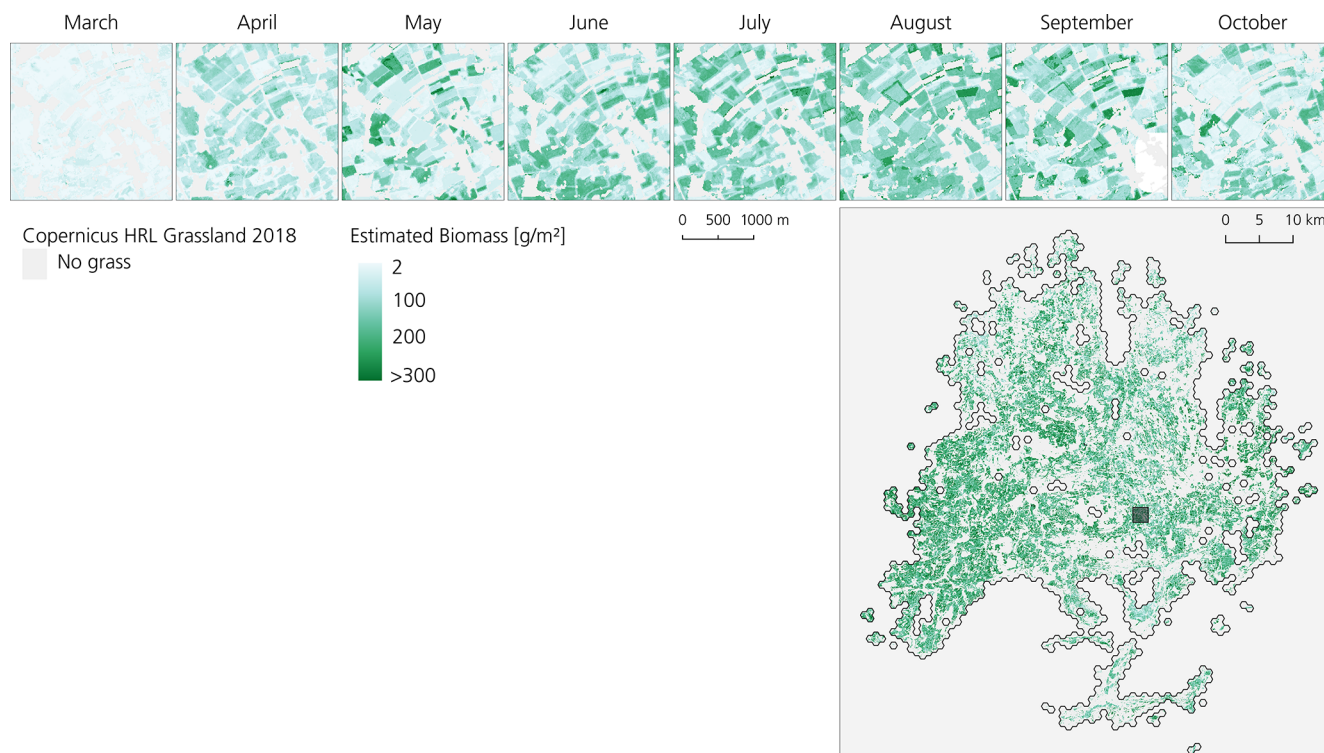 March April May June July August September October
0 500 1000 m
0 5 10 km
Copernicus HRL Grassland 2018
No grass
Estimated Biomass [g/m²]
2
100
200
>300